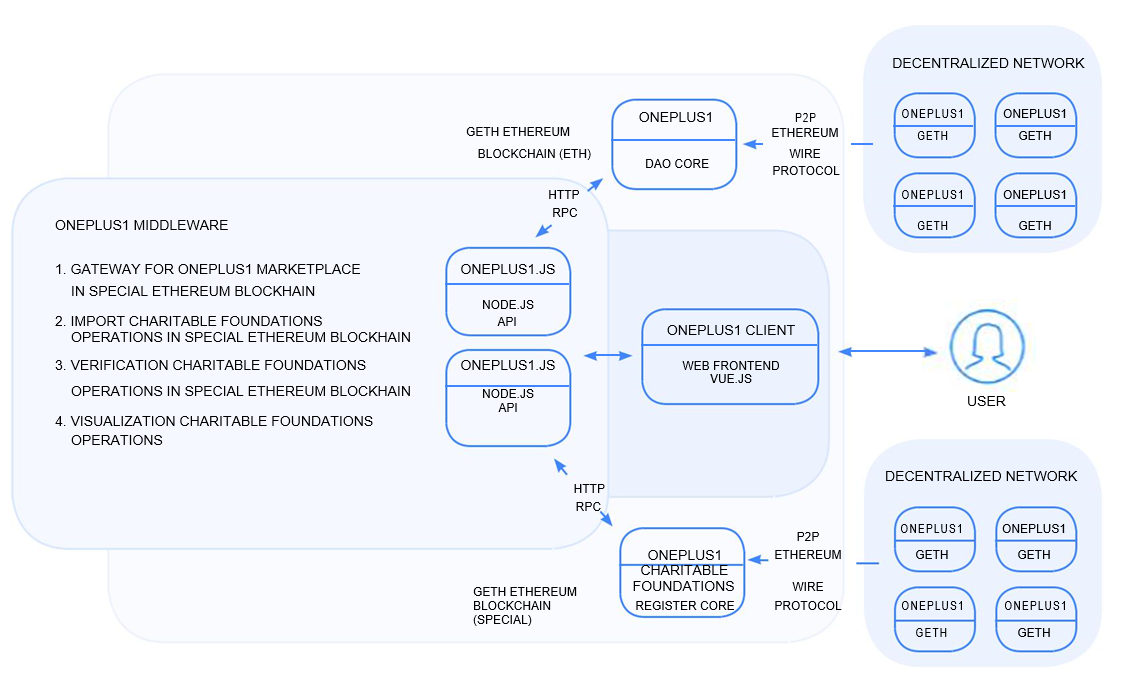 DECENTRALIZED NETWORK
ONEPLUS1
GETH
ONEPLUS1
GETH
ONEPLUS1
GETH
ONEPLUS1
GETH
GETH ETHEREUM
BLOCKCHAIN (ETH)
ONEPLUS1
DAO CORE
P2P
ETHEREUM
WIRE
PROTOCOL
HTTP
RPC
ONEPLUS1 MIDDLEWARE
1. GATEWAY FOR ONEPLUS1 MARKETPLACE
IN SPECIAL ETHEREUM BLOCKHAIN
2. IMPORT CHARITABLE FOUNDATIONS
OPERATIONS IN SPECIAL ETHEREUM BLOCKHAIN
3. VERIFICATION CHARITABLE FOUNDATIONS
OPERATIONS IN SPECIAL ETHEREUM BLOCKHAIN
4. VISUALIZATION CHARITABLE FOUNDATIONS
OPERATIONS
ONEPLUS1.JS
NODE.JS
API
ONEPLUS1.JS
NODE.JS
API
ONEPLUS1 CLIENT
WEB FRONTEND
VUE.JS
USER
HTTP
RPC
GETH ETHEREUM
BLOCKCHAIN
(SPECIAL)
ONEPLUS1
CHARITABLE
FOUNDATIONS
REGISTER CORE
P2P
ETHEREUM
WIRE
PROTOCOL
DECENTRALIZED NETWORK
ONEPLUS1
GETH
ONEPLUS1
GETH
ONEPLUS1
GETH
ONEPLUS1
GETH